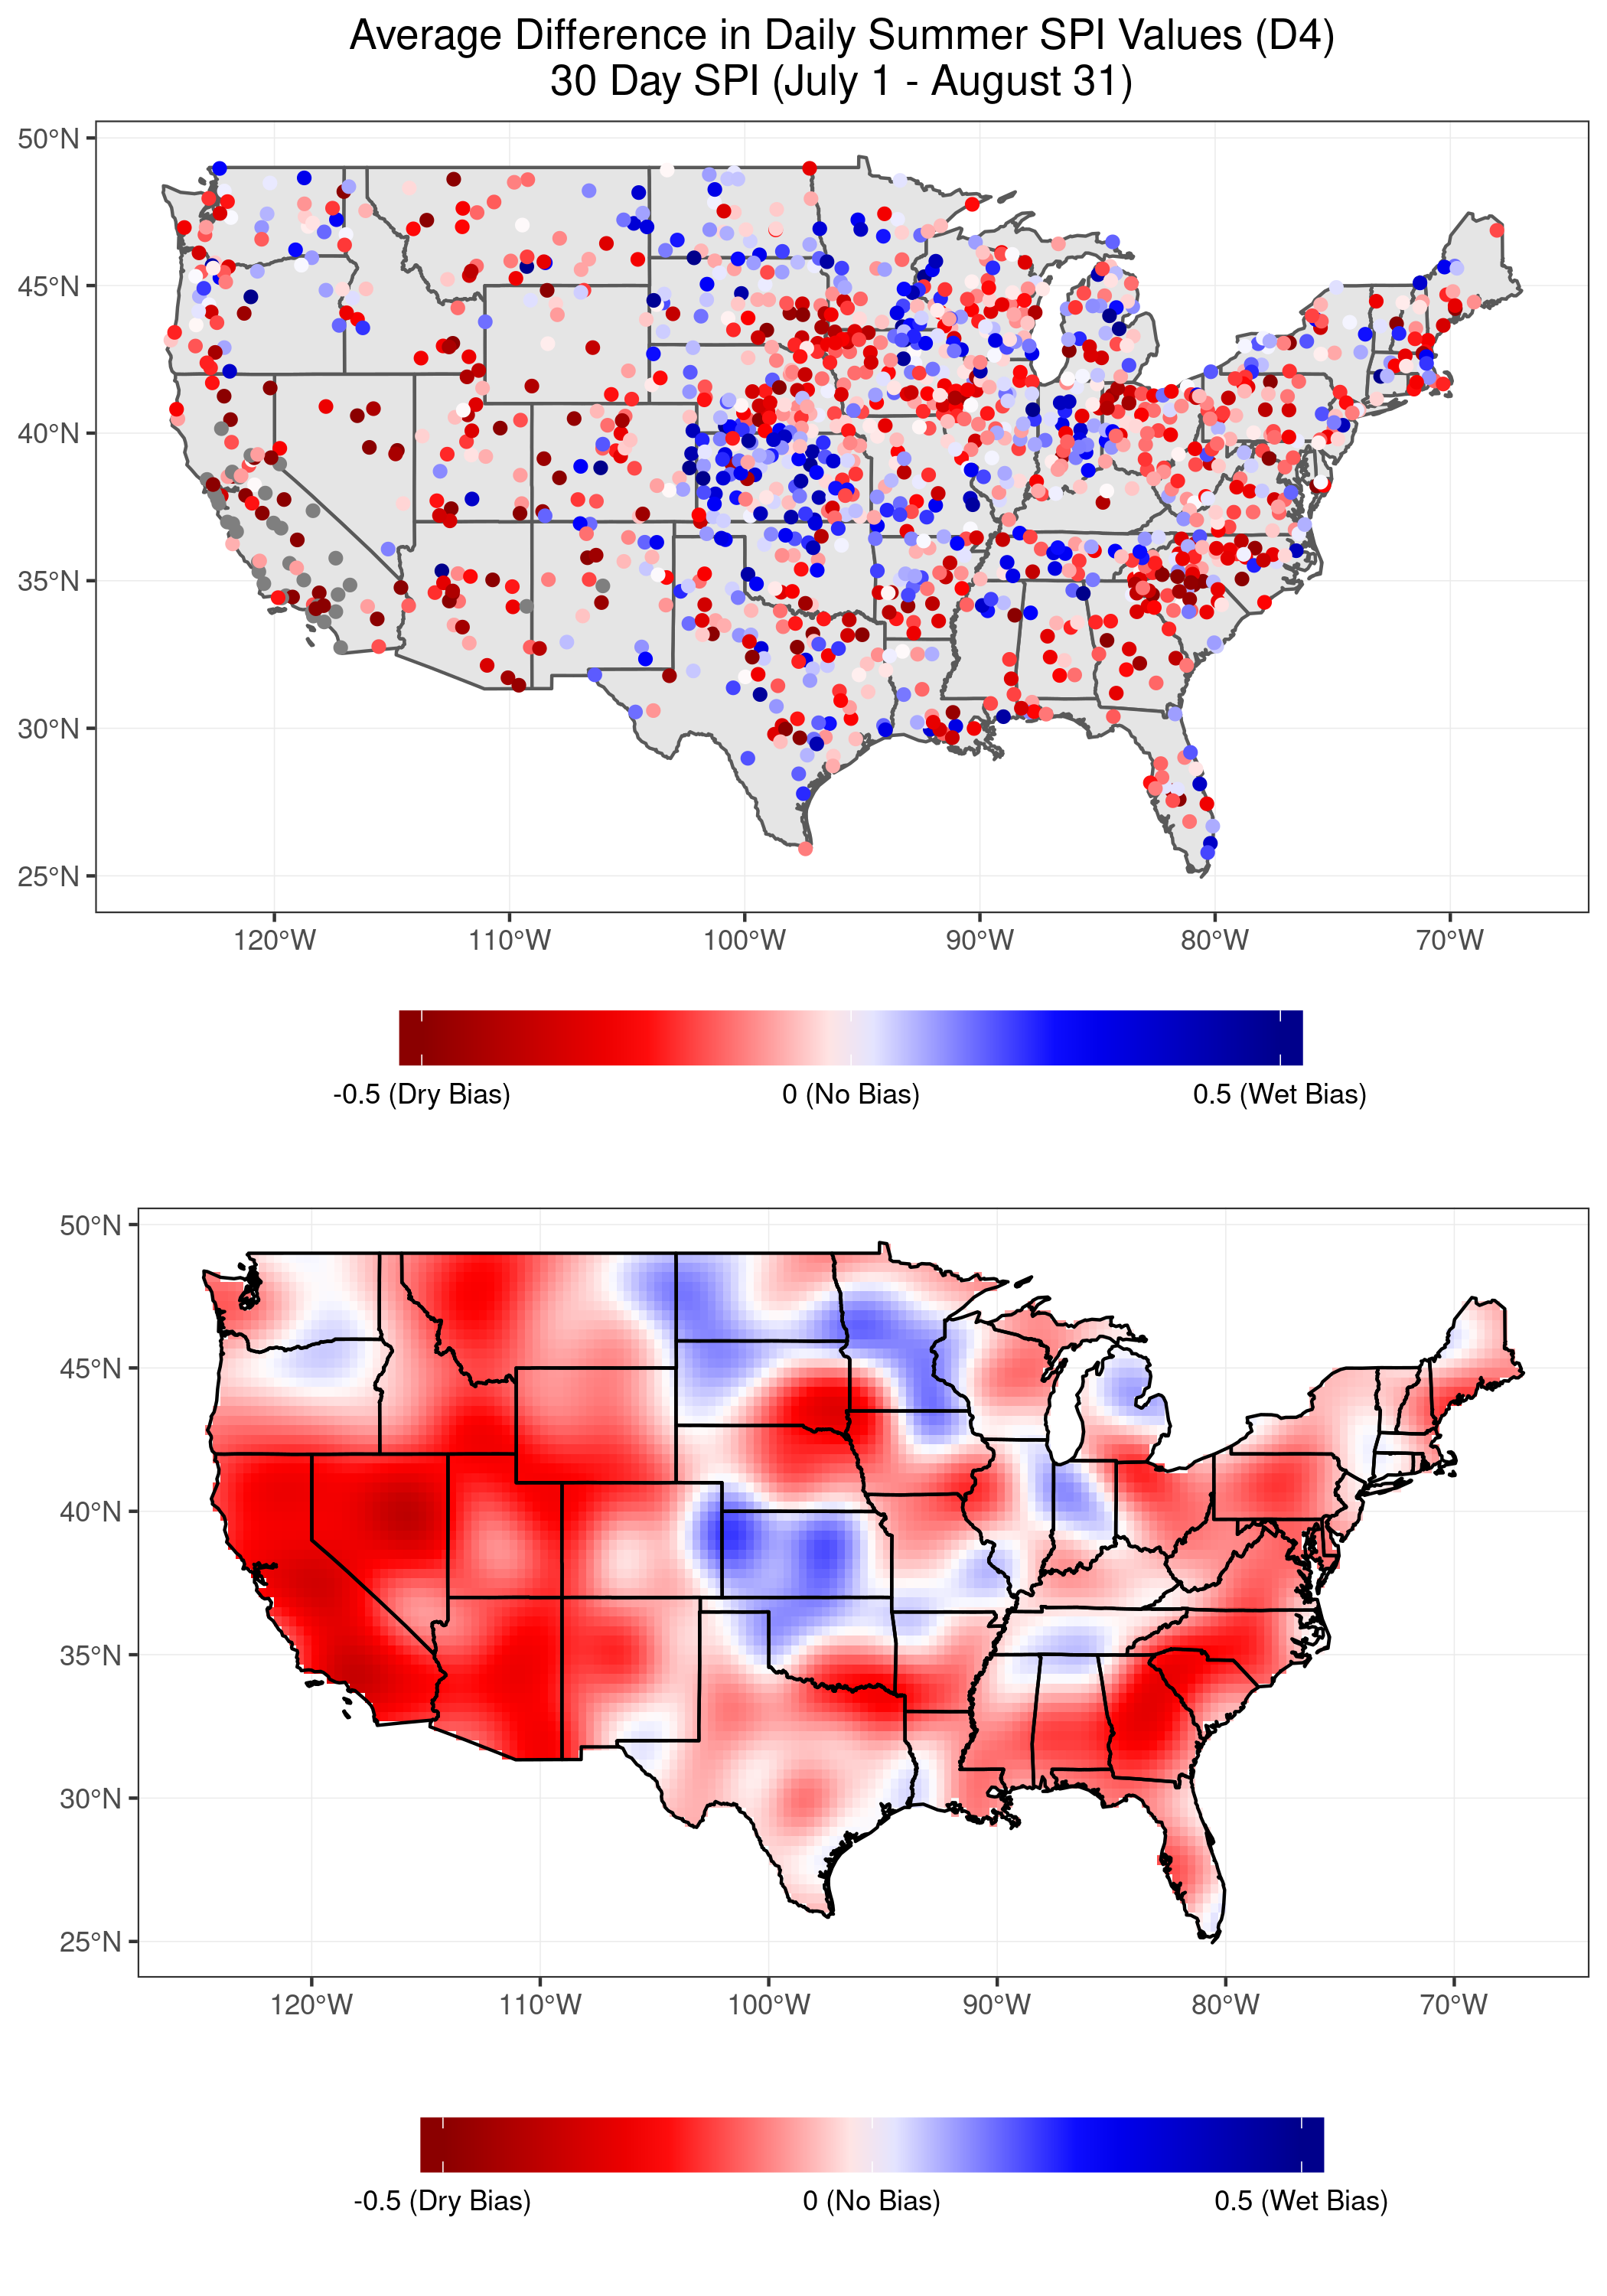 Average Difference in Daily Summer SPI Values (D4)
30 Day SPI (July 1 - August 31)
50°N
45°N
40°N
35°N
30°N
25°N
120°W 110°W 100°W 90°W 80°W 70°W
-0.5 (Dry Bias) 0 (No Bias) 0.5 (Wet Bias)
50°N
45°N
40°N
35°N
30°N
25°N
120°W 110°W 100°W 90°W 80°W 70°W
-0.5 (Dry Bias) 0 (No Bias) 0.5 (Wet Bias)